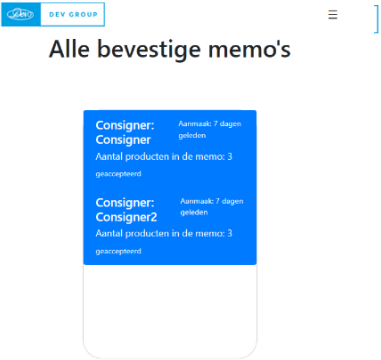 Dev DEV GROUP
Alle bevestige memo's
Consigner: Consigner
Aanmaak: 7 dagen geleden
Aantal producten in de memo: 3
geaccepteerd
Consigner: Consigner2
Aanmaak: 7 dagen geleden
Aantal producten in de memo: 3
geaccepteerd